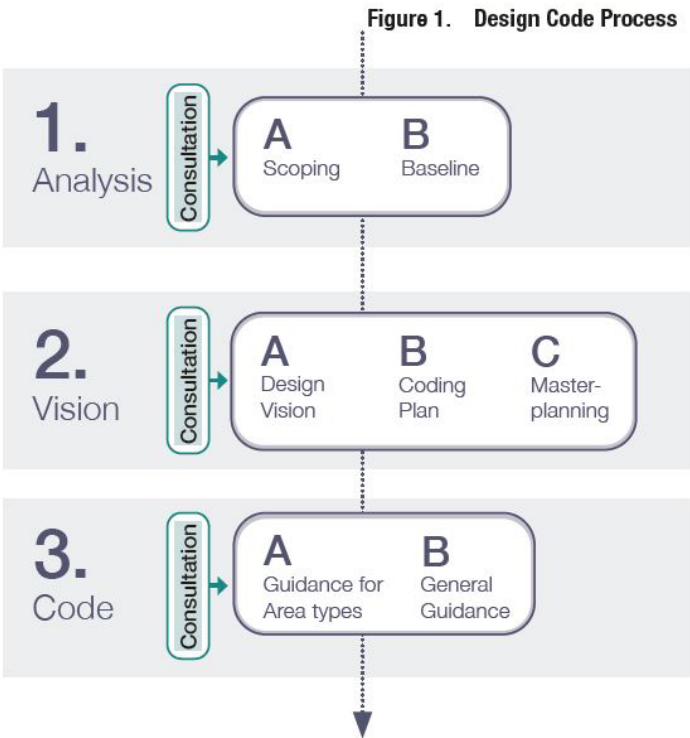 Figure 1. Design Code Process
1.
Analysis
Consultation
A
Scoping
B
Baseline
2.
Vision
Consultation
A
Design
Vision
B
Coding
Plan
C
Master-
planning
3.
Code
Consultation
A
Guidance for
Area types
B
General
Guidance